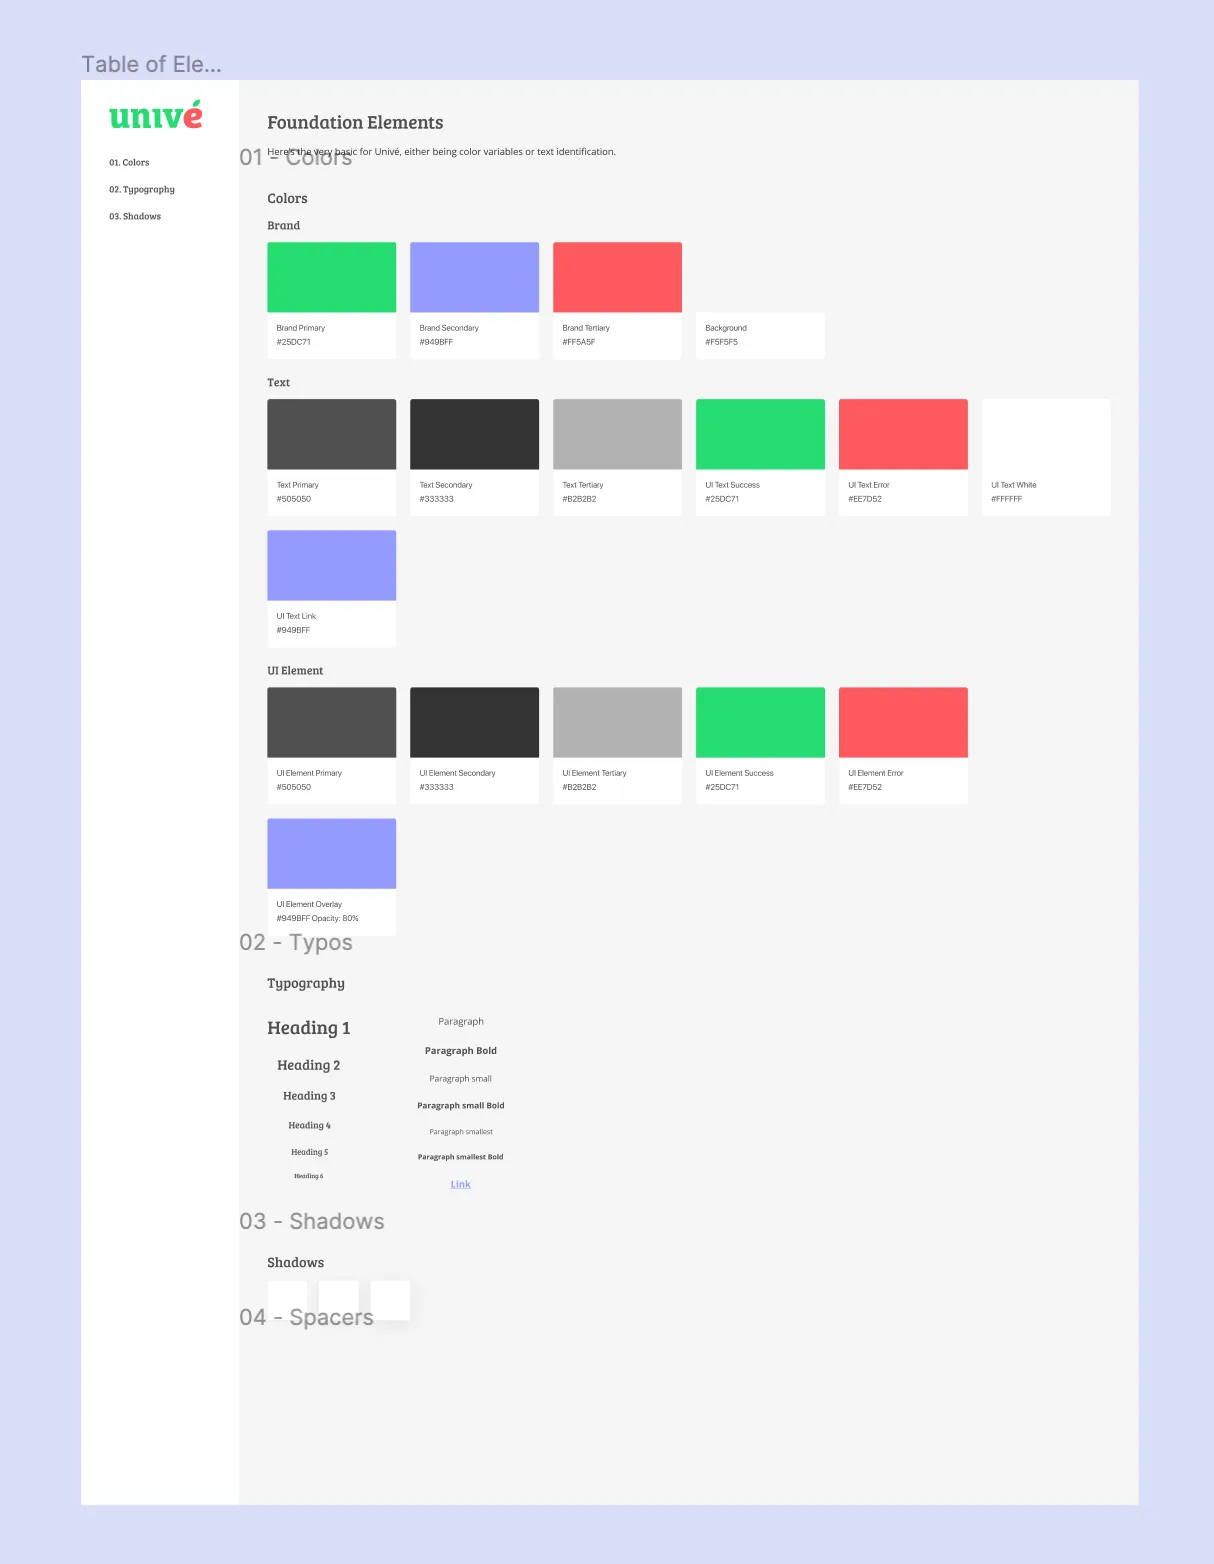 Table of Ele...
univé
01. Colors
02. Typography
03. Shadows
Foundation Elements
Here's the very basic for Univé, either being color variables or text identification.
01 - Colors
Colors
Brand
Brand Primary
#25DC71
Brand Secondary
#949BFF
Brand Tertiary
#FF5A5F
Background
#F5F5F5
Text
Text Primary
#505050
Text Secondary
#333333
Text Tertiary
#B2B2B2
UI Text Success
#25DC71
UI Text Error
#EE7D52
UI Text White
#FFFFFF
UI Text Link
#949BFF
UI Element
UI Element Primary
#505050
UI Element Secondary
#333333
UI Element Tertiary
#B2B2B2
UI Element Success
#25DC71
UI Element Error
#EE7D52
UI Element Overlay
#949BFF Opacity: 80%
02 - Typos
Typography
Heading 1
Heading 2
Heading 3
Heading 4
Heading 5
Heading 6
Paragraph
Paragraph Bold
Paragraph small
Paragraph small Bold
Paragraph smallest
Paragraph smallest Bold
Link
03 - Shadows
Shadows
04 - Spacers